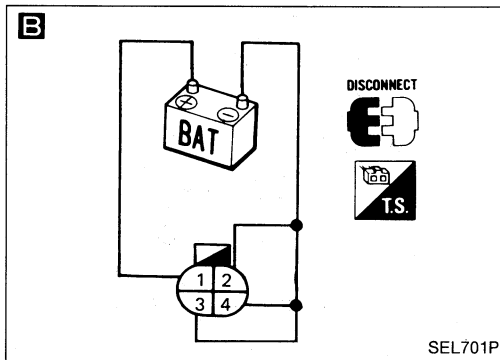 B
DISCONNECT
+ −
BAT
T.S.
1 2
3 4
SEL701P